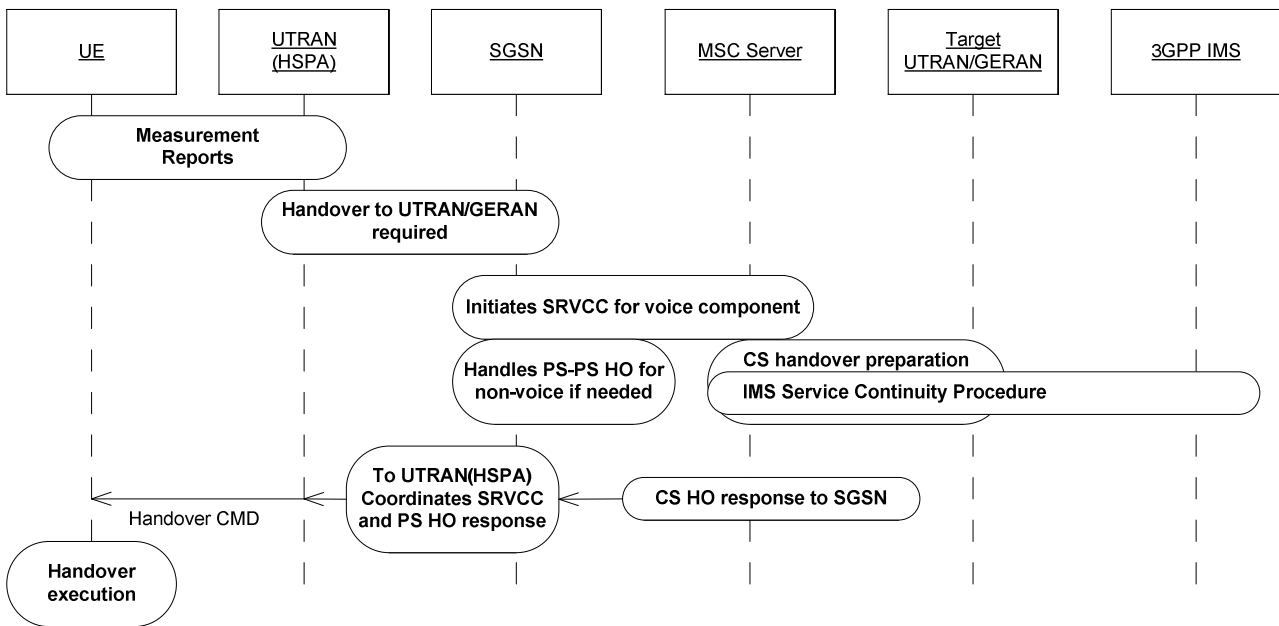 UE
UTRAN
(HSPA)
SGSN
MSC Server
Target
UTRAN/GERAN
3GPP IMS
Measurement
Reports
Handover to UTRAN/GERAN
required
Initiates SRVCC for voice component
Handles PS-PS HO for
non-voice if needed
CS handover preparation
IMS Service Continuity Procedure
To UTRAN(HSPA)
Coordinates SRVCC
and PS HO response
CS HO response to SGSN
Handover CMD
Handover
execution